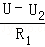 U − U₂
R₁